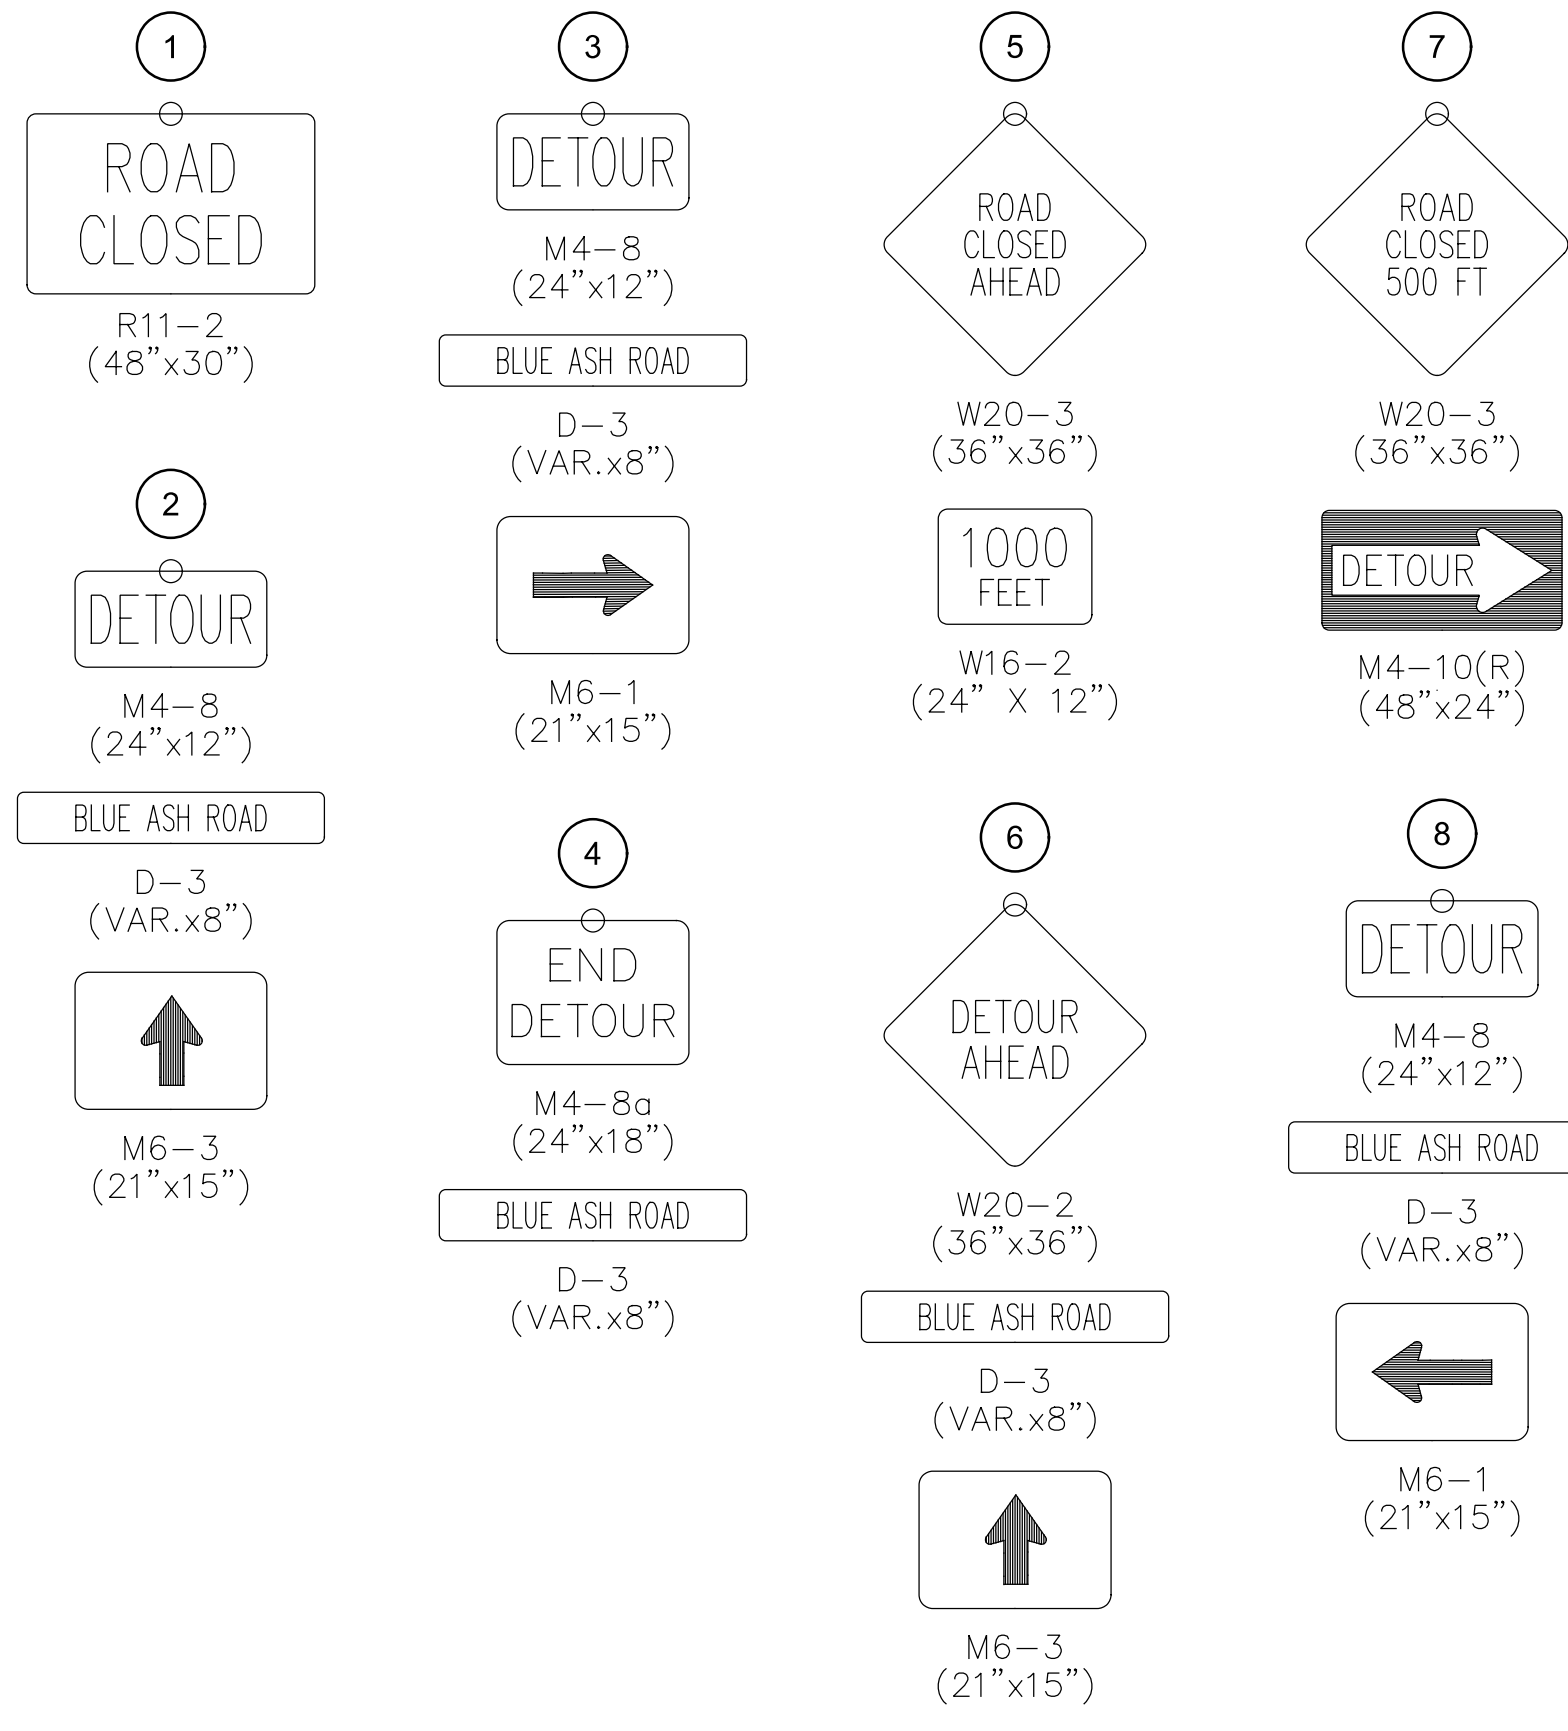 1
ROAD
CLOSED
R11-2
(48"x30")
2
DETOUR
M4-8
(24"x12")
BLUE ASH ROAD
D-3
(VAR.x8")
M6-3
(21"x15")
3
DETOUR
M4-8
(24"x12")
BLUE ASH ROAD
D-3
(VAR.x8")
M6-1
(21"x15")
4
END
DETOUR
M4-8a
(24"x18")
BLUE ASH ROAD
D-3
(VAR.x8")
5
ROAD
CLOSED
AHEAD
W20-3
(36"x36")
1000
FEET
W16-2
(24" X 12")
6
DETOUR
AHEAD
W20-2
(36"x36")
BLUE ASH ROAD
D-3
(VAR.x8")
M6-3
(21"x15")
7
ROAD
CLOSED
500 FT
W20-3
(36"x36")
DETOUR
M4-10(R)
(48"x24")
8
DETOUR
M4-8
(24"x12")
BLUE ASH ROAD
D-3
(VAR.x8")
M6-1
(21"x15")